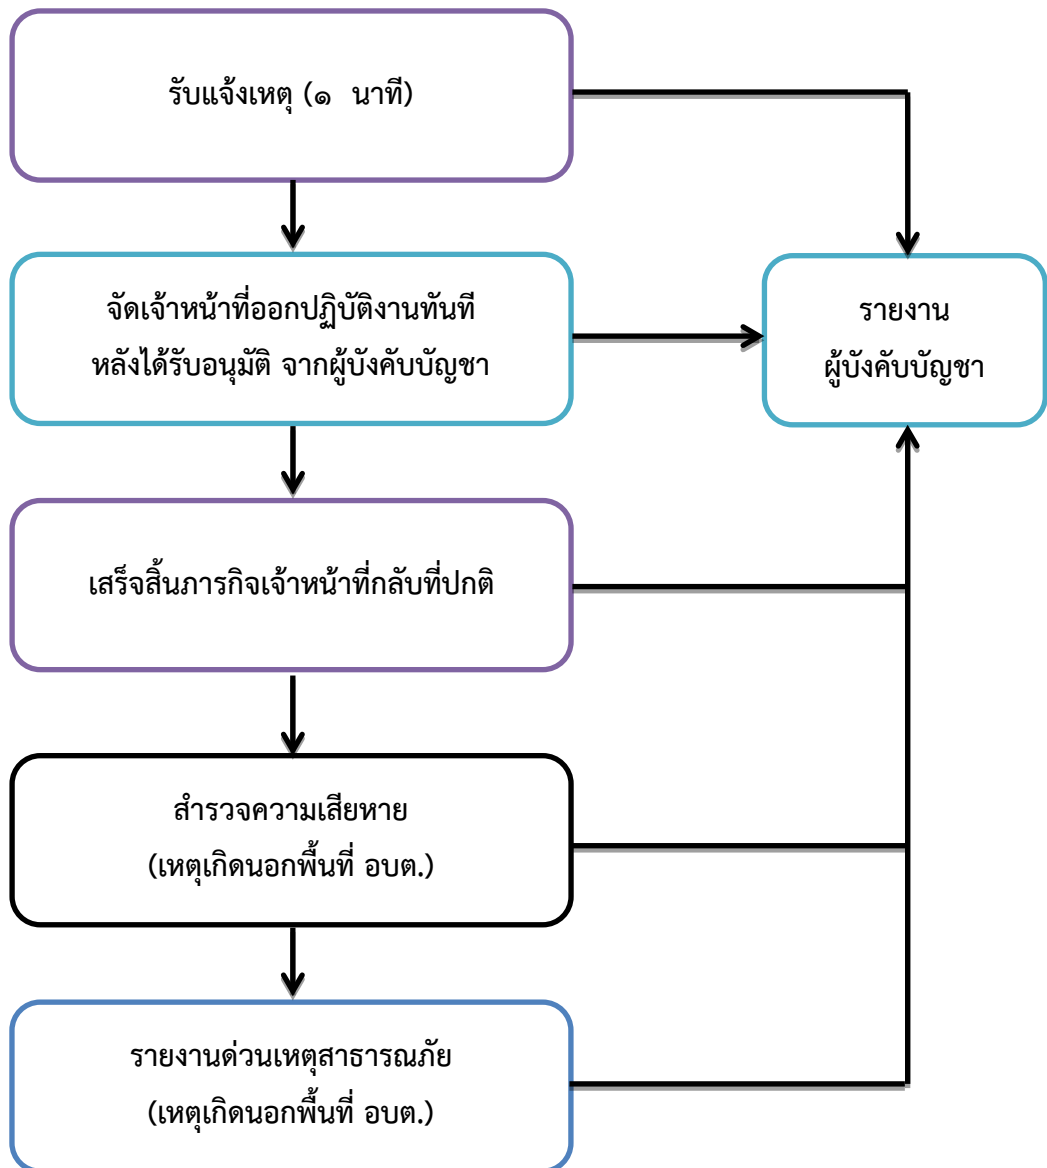 รับแจ้งเหตุ (๑ นาที)
จัดเจ้าหน้าที่ออกปฏิบัติงานทันที
หลังได้รับอนุมัติ จากผู้บังคับบัญชา
รายงาน
ผู้บังคับบัญชา
เสร็จสิ้นภารกิจเจ้าหน้าที่กลับที่ปกติ
สำรวจความเสียหาย
(เหตุเกิดนอกพื้นที่ อบต.)
รายงานด่วนเหตุสาธารณภัย
(เหตุเกิดนอกพื้นที่ อบต.)